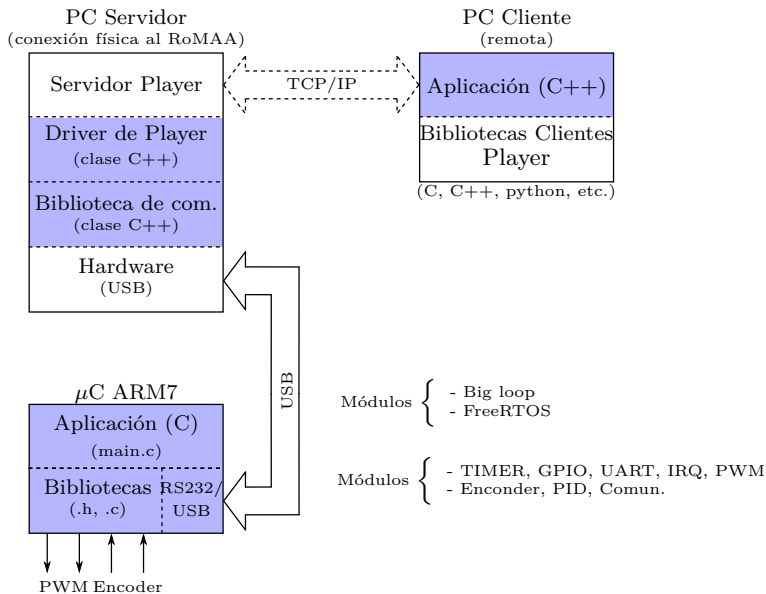 PC Servidor
(conexión física al RoMAA)
Servidor Player
Driver de Player
(clase C++)
Biblioteca de com.
(clase C++)
Hardware
(USB)
TCP/IP
PC Cliente
(remota)
Aplicación (C++)
Bibliotecas Clientes
Player
(C, C++, python, etc.)
USB
μC ARM7
Aplicación (C)
(main.c)
Bibliotecas
(.h, .c)
RS232/
USB
PWM Encoder
Módulos
- Big loop
- FreeRTOS
Módulos
- TIMER, GPIO, UART, IRQ, PWM
- Enconder, PID, Comun.